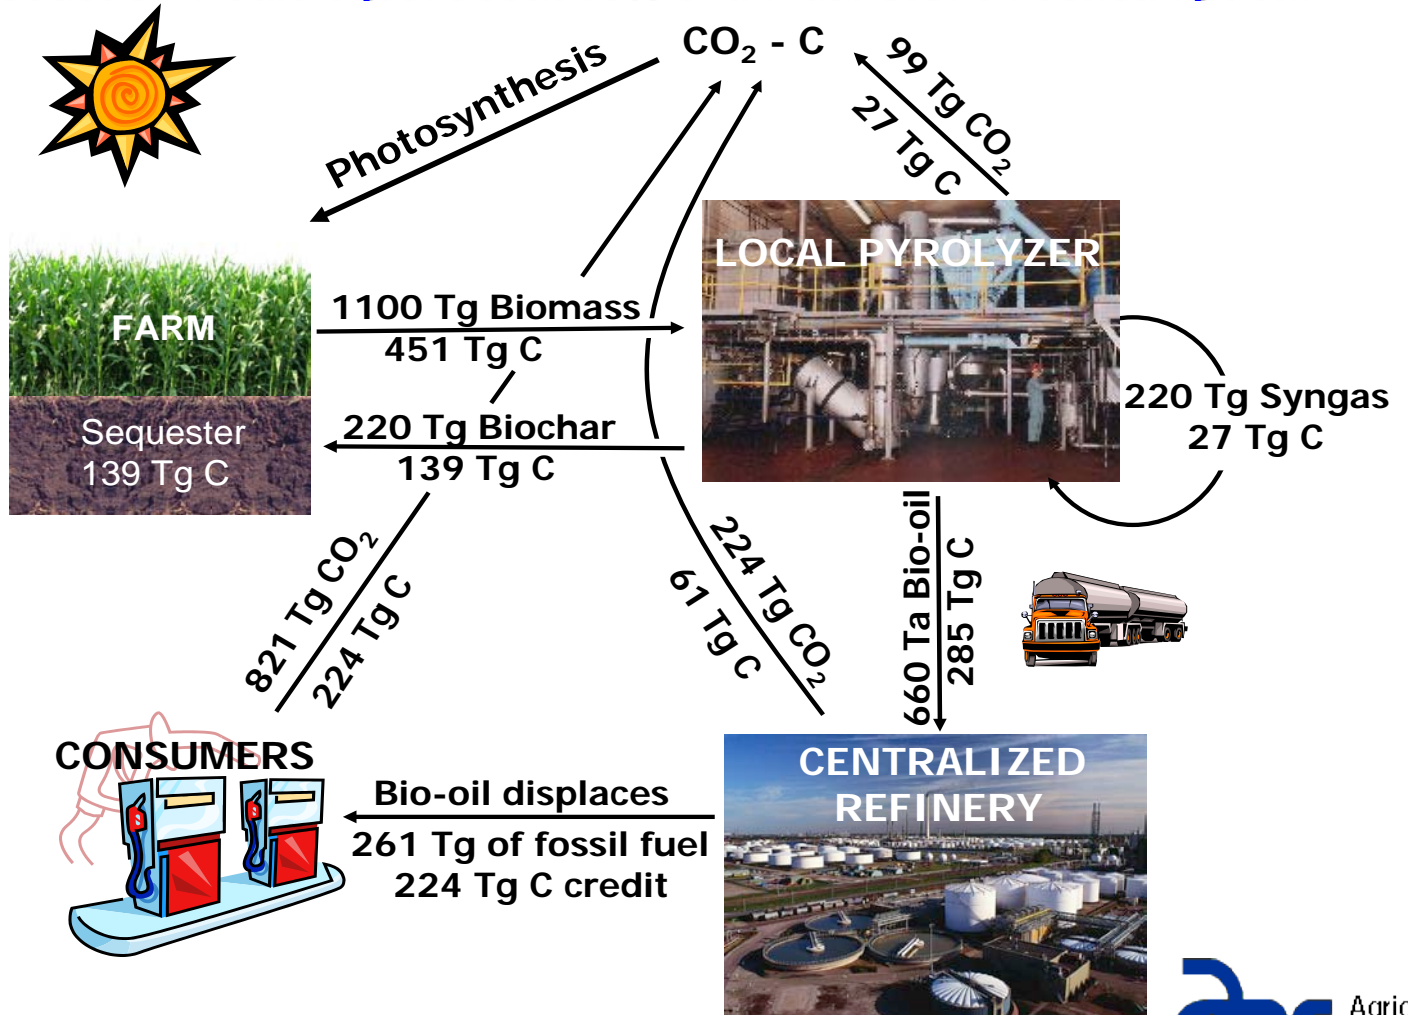 CO₂ - C
Photosynthesis
99 Tg CO₂
27 Tg C
LOCAL PYROLYZER
FARM
1100 Tg Biomass
451 Tg C
220 Tg Syngas
27 Tg C
Sequester
139 Tg C
220 Tg Biochar
139 Tg C
821 Tg CO₂
224 Tg C
224 Tg CO₂
61 Tg C
660 Ta Bio-oil
285 Tg C
CONSUMERS
Bio-oil displaces
261 Tg of fossil fuel
224 Tg C credit
CENTRALIZED
REFINERY